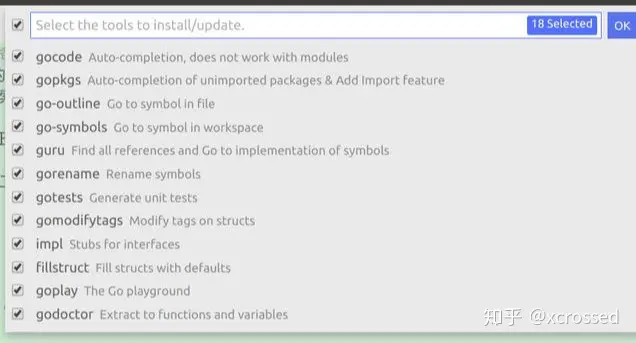 Select the tools to install/update.
18 Selected
OK
gocode Auto-completion, does not work with modules
gopkgs Auto-completion of unimported packages & Add Import feature
go-outline Go to symbol in file
go-symbols Go to symbol in workspace
guru Find all references and Go to implementation of symbols
gorename Rename symbols
gotests Generate unit tests
gomodifytags Modify tags on structs
impl Stubs for interfaces
fillstruct Fill structs with defaults
goplay The Go playground
godoctor Extract to functions and variables
知乎 @xcrossed